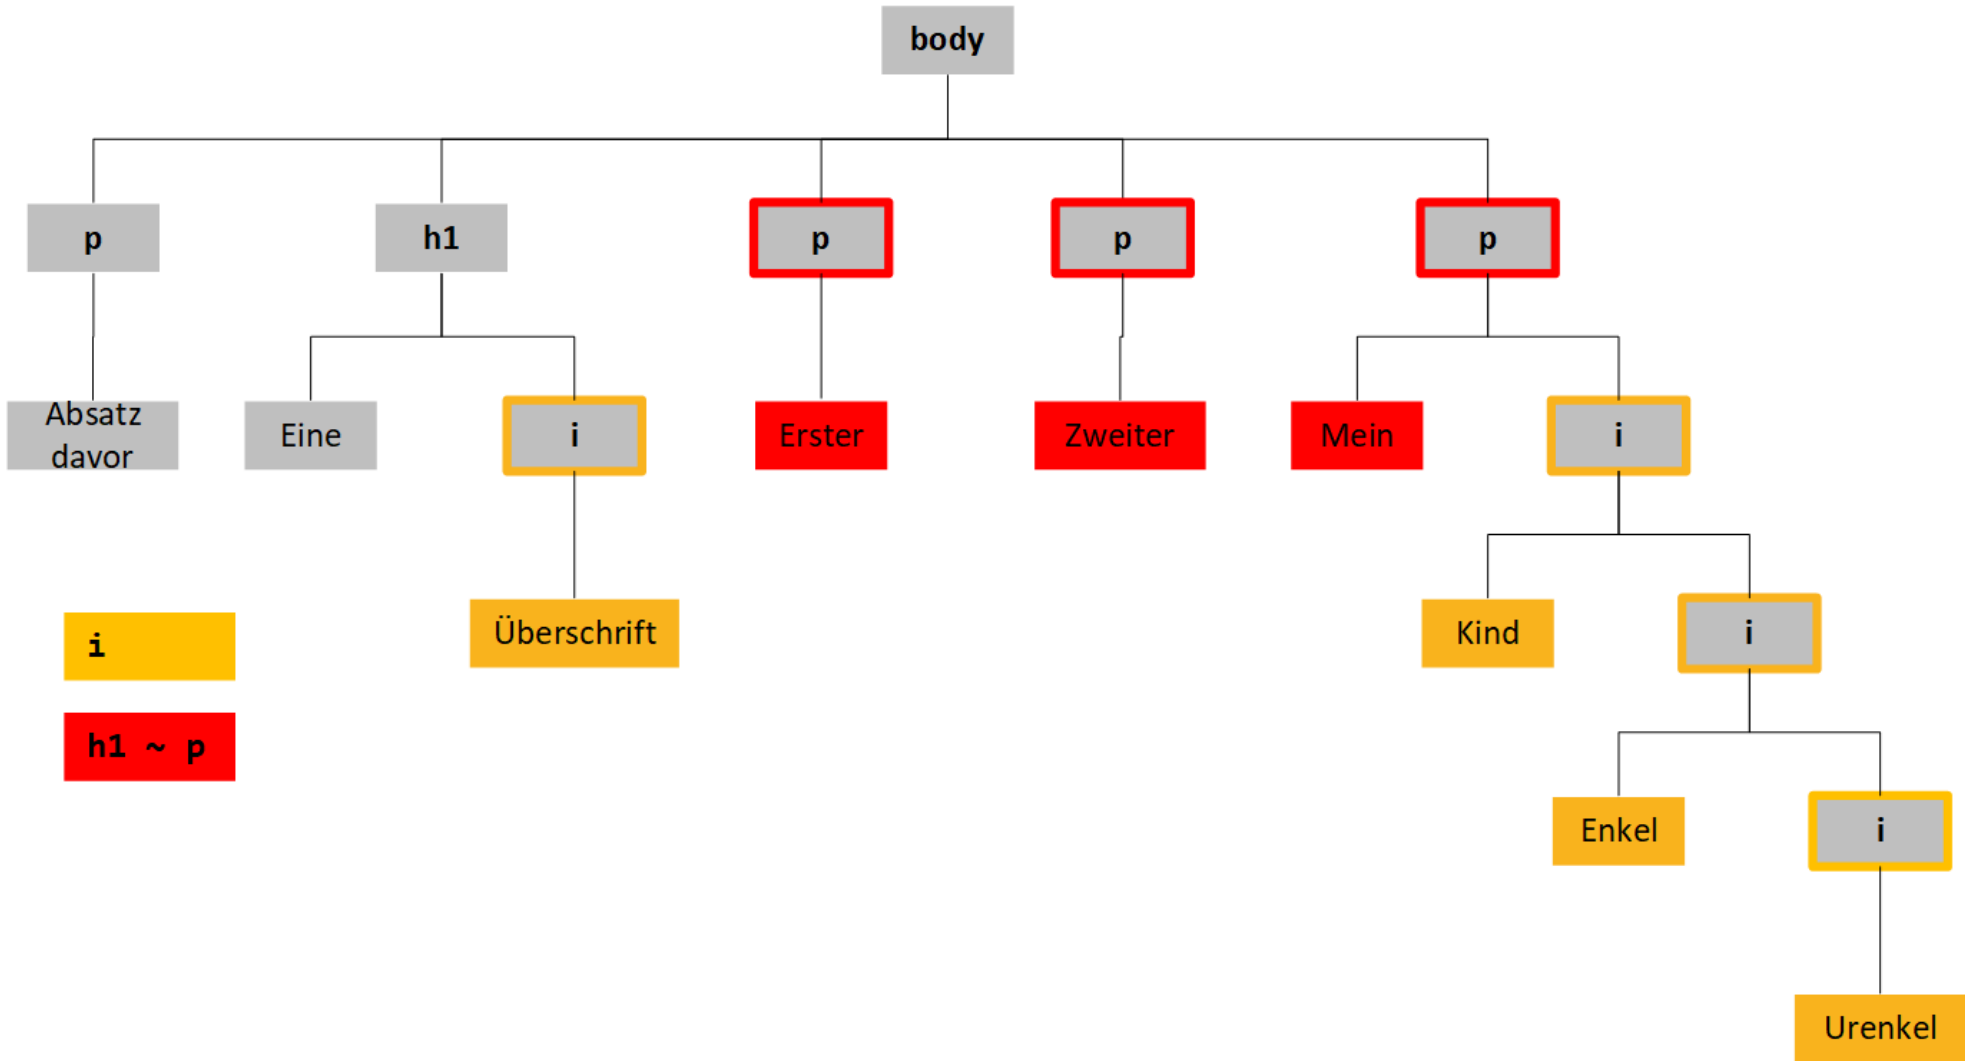 body
p
h1
p
p
p
Absatz
davor
Eine
i
Erster
Zweiter
Mein
i
i
Überschrift
Kind
i
h1 ~ p
Enkel
i
Urenkel